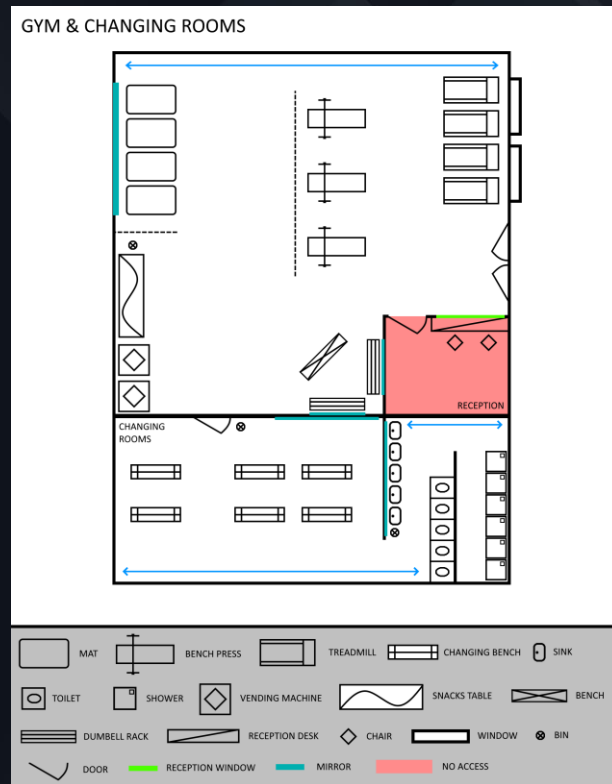 GYM & CHANGING ROOMS
RECEPTION
CHANGING
ROOMS
MAT
BENCH PRESS
TREADMILL
CHANGING BENCH
SINK
TOILET
SHOWER
VENDING MACHINE
SNACKS TABLE
BENCH
DUMBELL RACK
RECEPTION DESK
CHAIR
WINDOW
BIN
DOOR
RECEPTION WINDOW
MIRROR
NO ACCESS